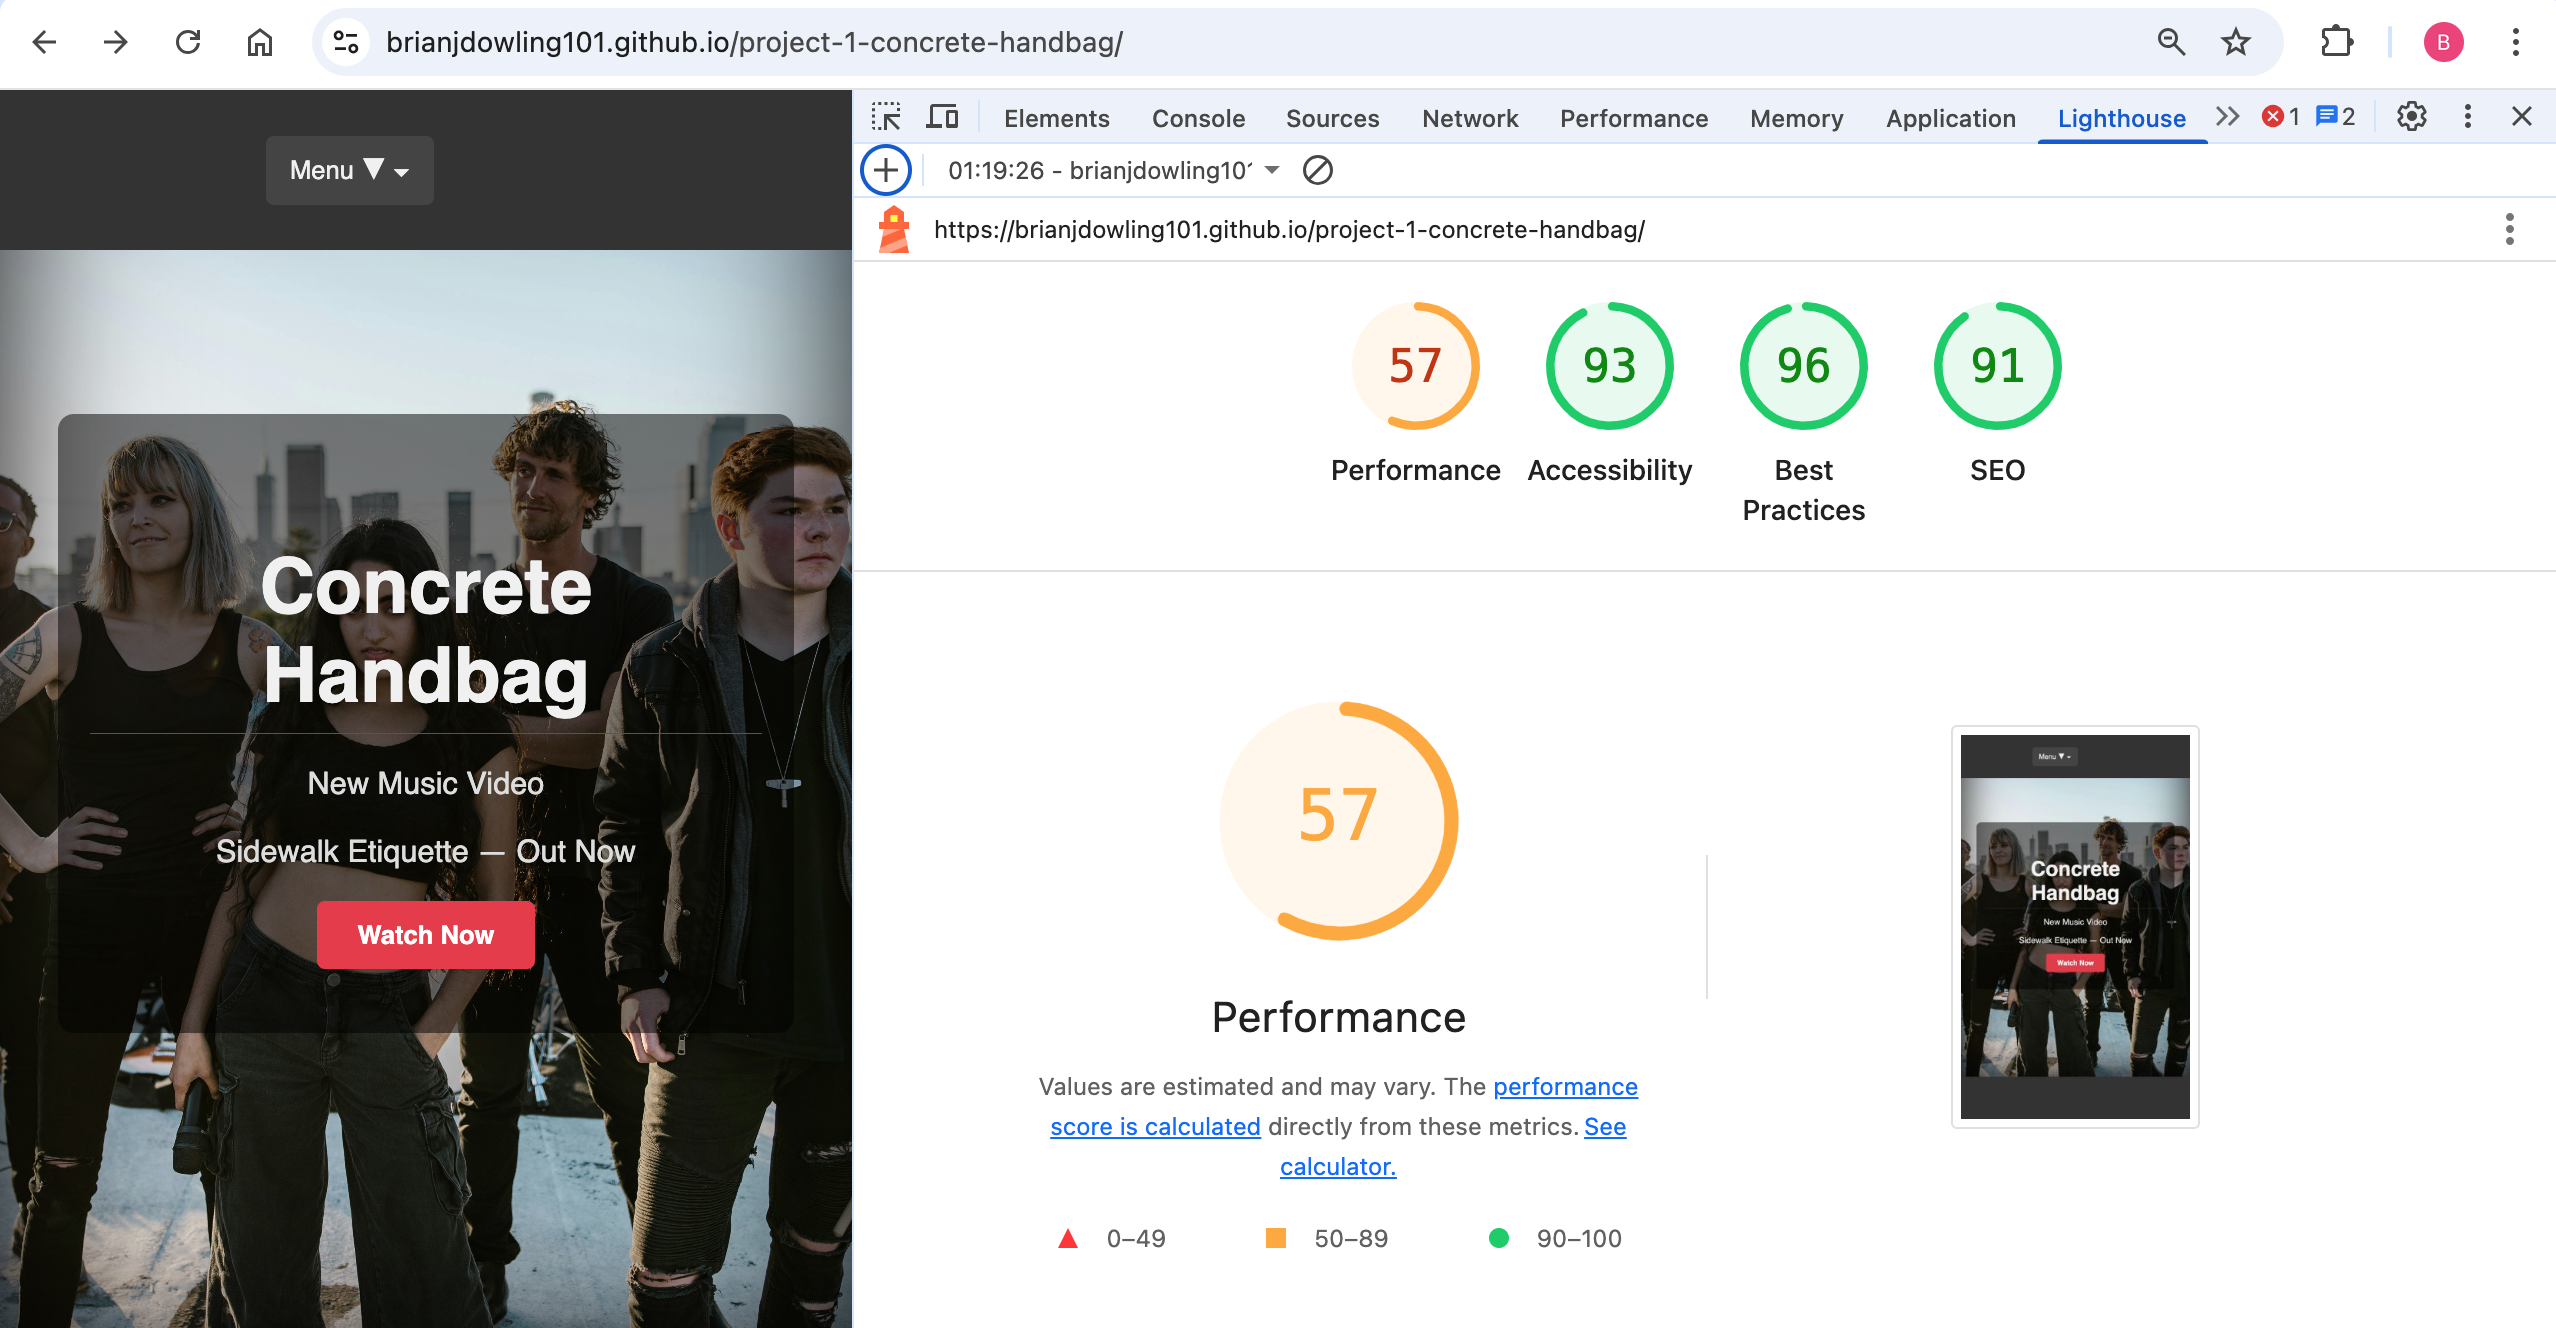 brianjdowling101.github.io/project-1-concrete-handbag/
B
Menu ▼
Concrete
Handbag
New Music Video
Sidewalk Etiquette — Out Now
Watch Now
Elements Console Sources Network Performance Memory Application Lighthouse 1 2
01:19:26 - brianjdowling10
https://brianjdowling101.github.io/project-1-concrete-handbag/
57 93 96 91
Performance Accessibility Best Practices SEO
57
Performance
Values are estimated and may vary. The performance
score is calculated directly from these metrics. See
calculator.
0–49 50–89 90–100
Menu ▼
Concrete
Handbag
New Music Video
Sidewalk Etiquette — Out Now
Watch Now